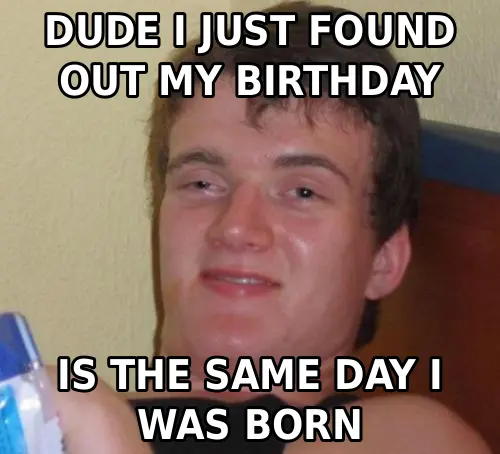 DUDE I JUST FOUND
OUT MY BIRTHDAY
IS THE SAME DAY I
WAS BORN